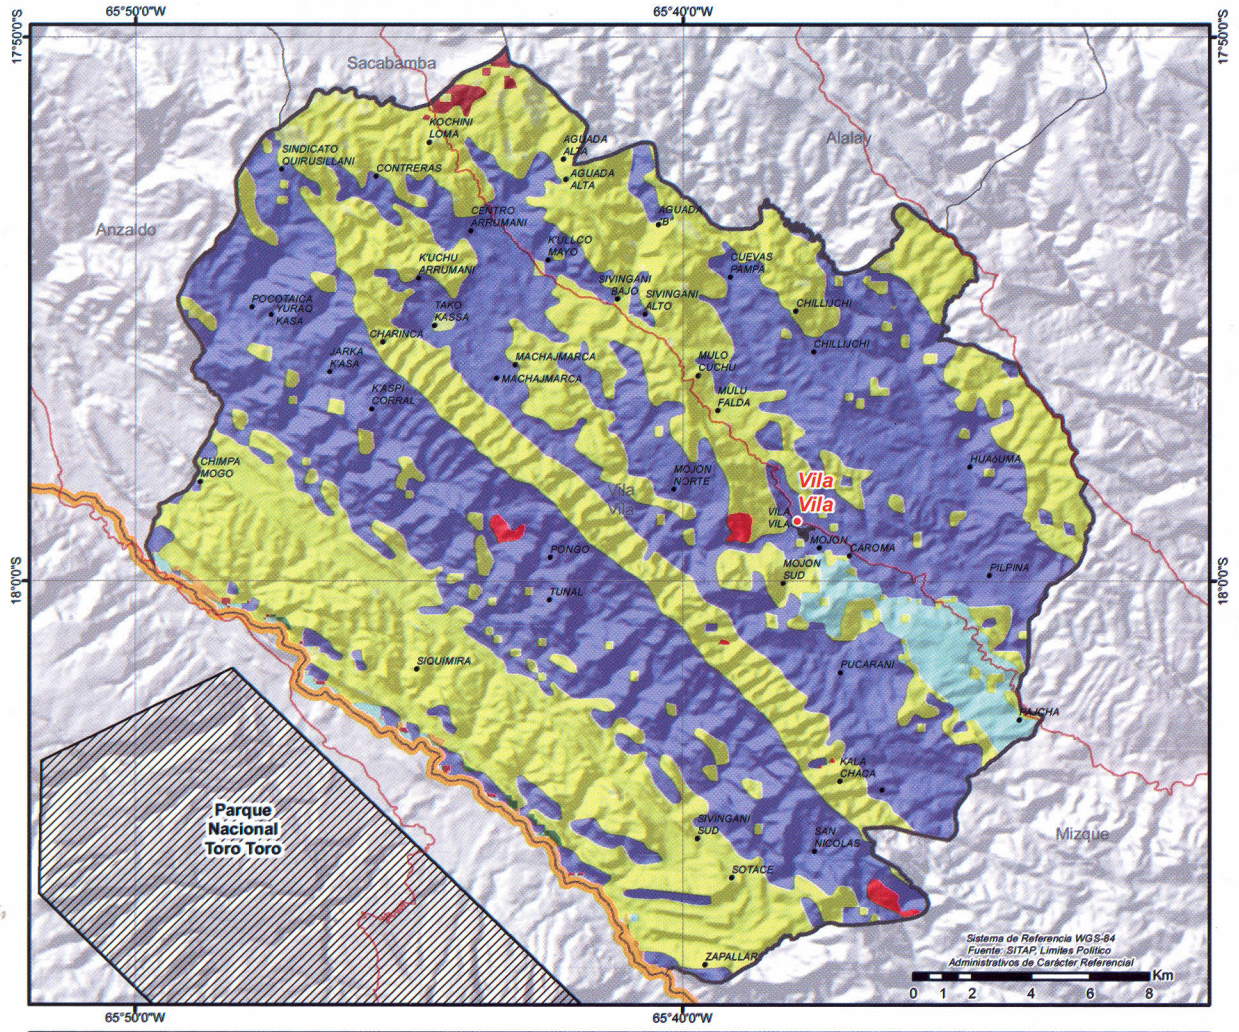 65°50'0"W
65°40'0"W
17°50'0"S
17°50'0"S
Sacabamba
KOCHINI
LOMA
Alalay
AGUADA
ALTA
SINDICATO
QUIRUSILLANI
CONTRERAS
AGUADA
ALTA
CENTRO
ARRUMANI
AGUADA
"B"
Anzaldo
K'ULLCO
MAYO
K'UCHU
ARRUMANI
CUEVAS
PAMPA
SIVINGANI
BAJO
SIVINGANI
ALTO
POCOTAICA
YURAQ
KASA
TAKO
KASSA
CHILLIJCHI
CHARINCA
CHILLIJCHI
JARKA
K'ASA
MACHAJMARCA
MACHAJMARCA
MULO
CUCHU
K'ASPI
CORRAL
MULU
FALDA
CHIMPA
MOGO
HUAñUMA
MOJON
NORTE
Vila
Vila
Vila
Vila
VILA
VILA
MOJON
CAROMA
PONGO
MOJON
SUD
PILPINA
18°0'0"S
18°0'0"S
TUNAL
SIQUIMIRA
PUCARANI
PAJCHA
KALA
CHACA
Parque
Nacional
Toro Toro
SIVINGANI
SUD
SAN
NICOLAS
Mizque
SOTACE
ZAPALLAR
Sistema de Referencia WGS-84
Fuente: SITAP, Limites Político
Administrativos de Carácter Referencial
Km
0 1 2 4 6 8
65°50'0"W
65°40'0"W